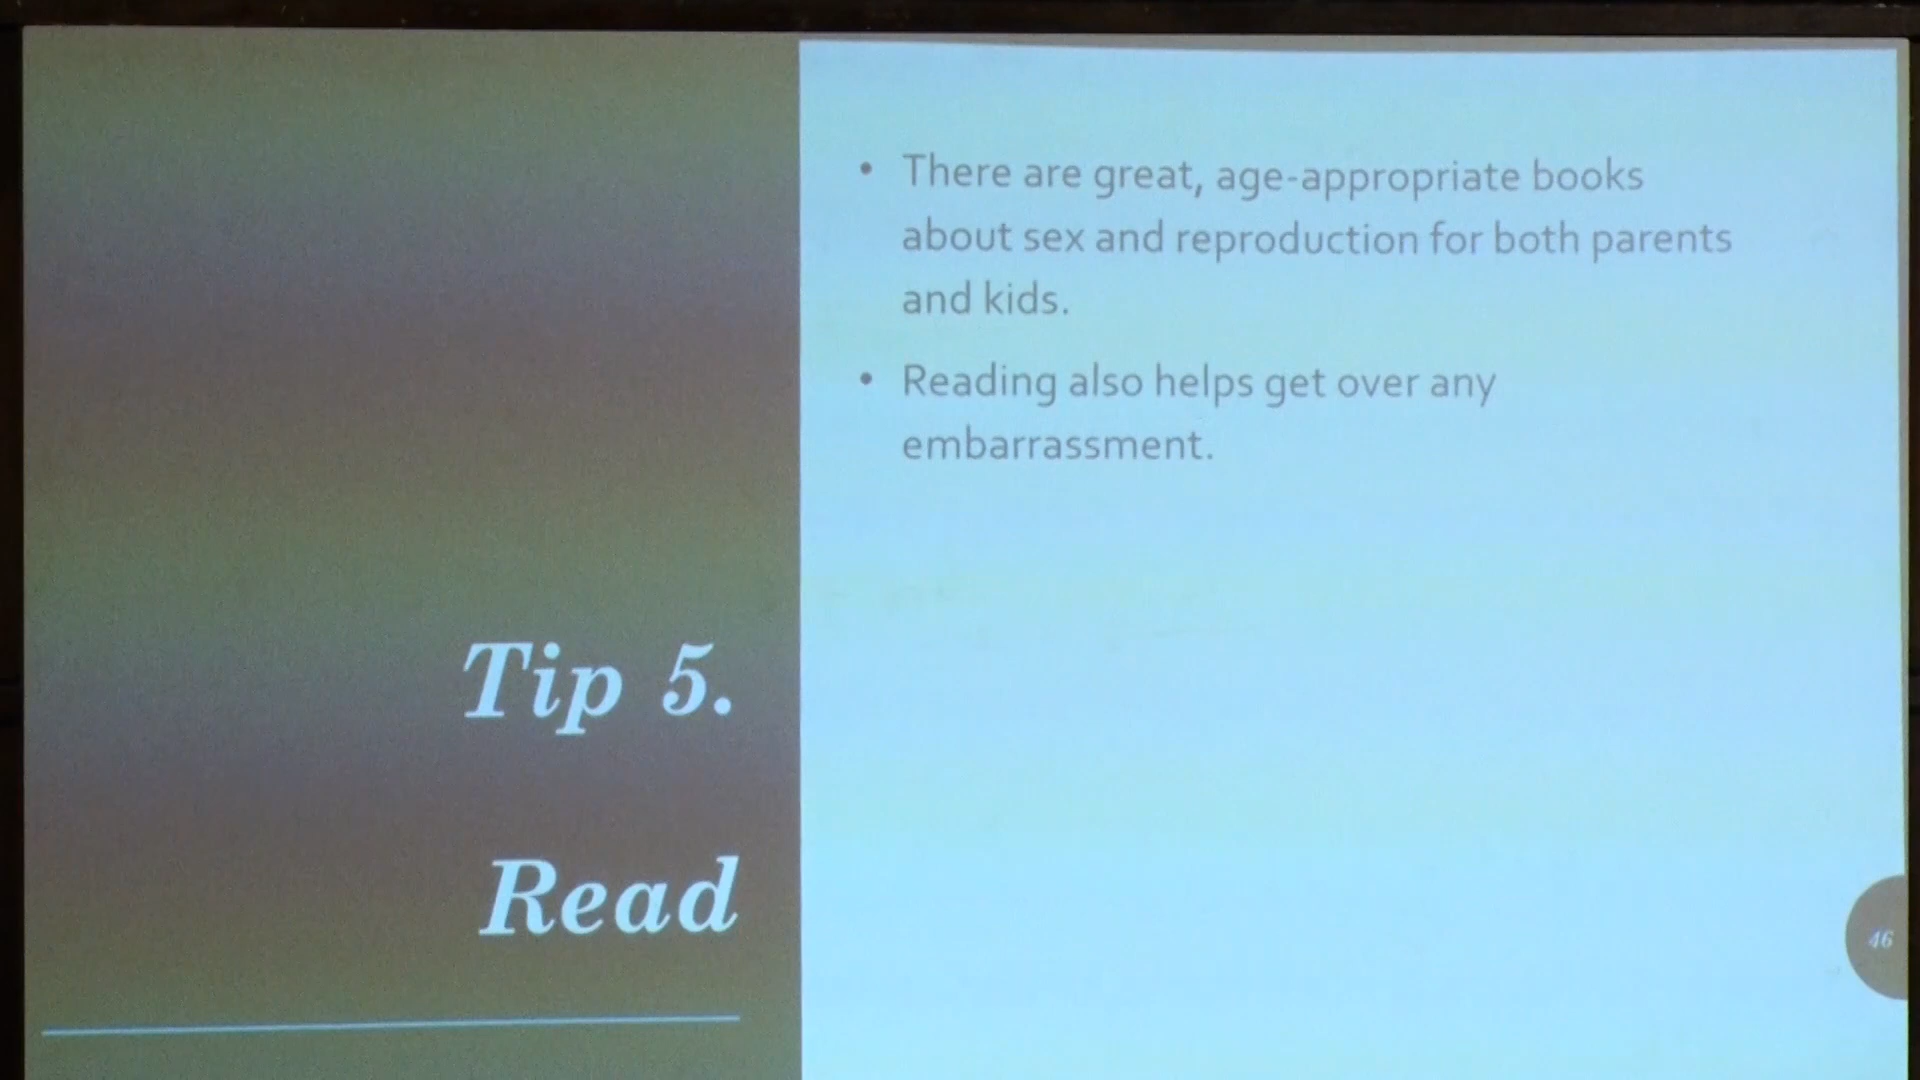 Tip 5.
Read
• There are great, age-appropriate books
about sex and reproduction for both parents
and kids.
• Reading also helps get over any
embarrassment.
46